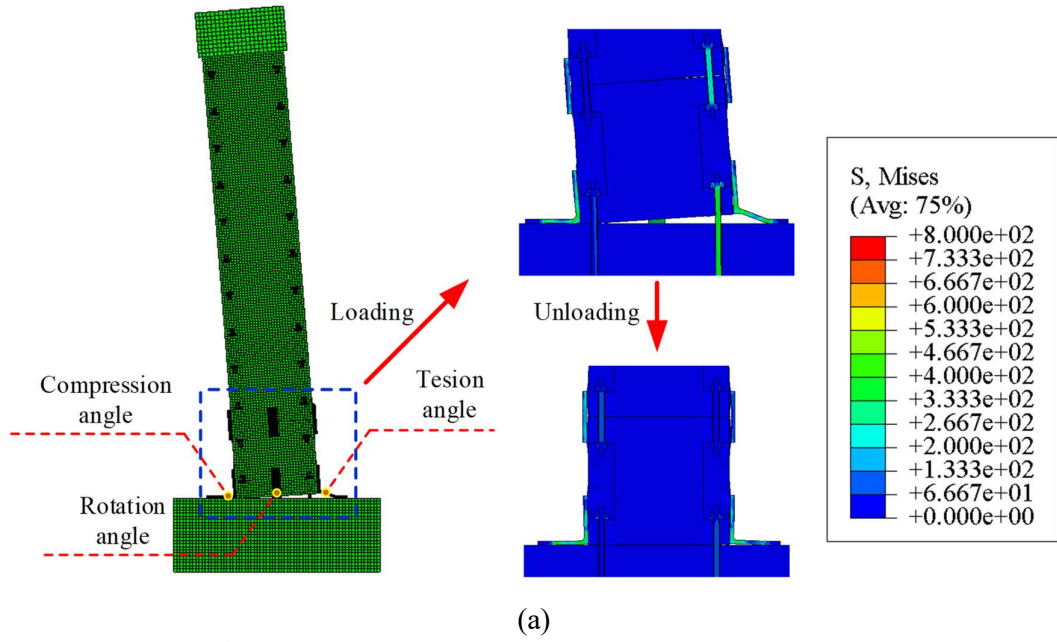 Loading
Unloading
Compression
angle
Tesion
angle
Rotation
angle
S, Mises
(Avg: 75%)
+8.000e+02
+7.333e+02
+6.667e+02
+6.000e+02
+5.333e+02
+4.667e+02
+4.000e+02
+3.333e+02
+2.667e+02
+2.000e+02
+1.333e+02
+6.667e+01
+0.000e+00
(a)